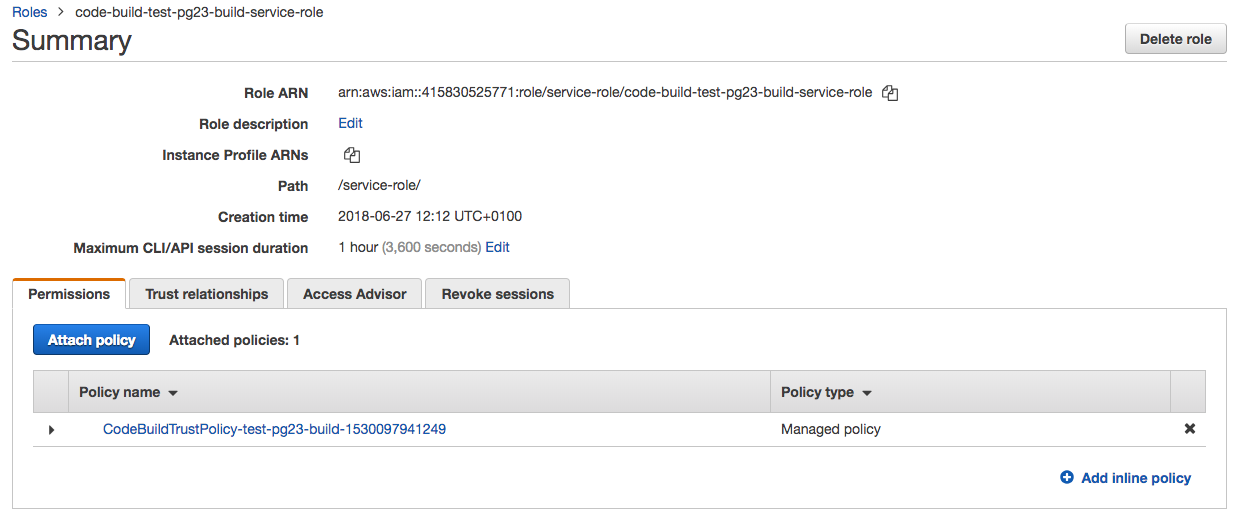 Roles > code-build-test-pg23-build-service-role
Summary
Delete role
Role ARN arn:aws:iam::415830525771:role/service-role/code-build-test-pg23-build-service-role
Role description Edit
Instance Profile ARNs
Path /service-role/
Creation time 2018-06-27 12:12 UTC+0100
Maximum CLI/API session duration 1 hour (3,600 seconds) Edit
Permissions Trust relationships Access Advisor Revoke sessions
Attach policy Attached policies: 1
Policy name Policy type
CodeBuildTrustPolicy-test-pg23-build-1530097941249 Managed policy
Add inline policy